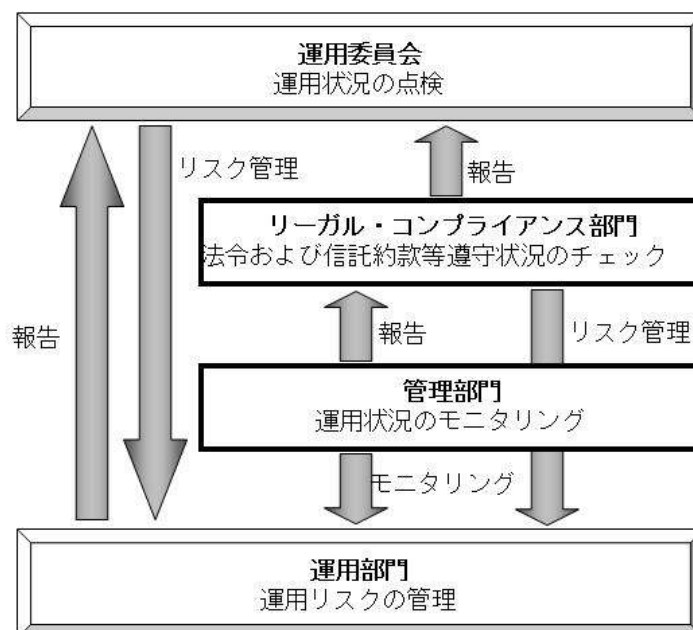 運用委員会
運用状況の点検
リスク管理
報告
リーガル・コンプライアンス部門
法令および信託約款等遵守状況のチェック
報告
報告
リスク管理
管理部門
運用状況のモニタリング
モニタリング
運用部門
運用リスクの管理